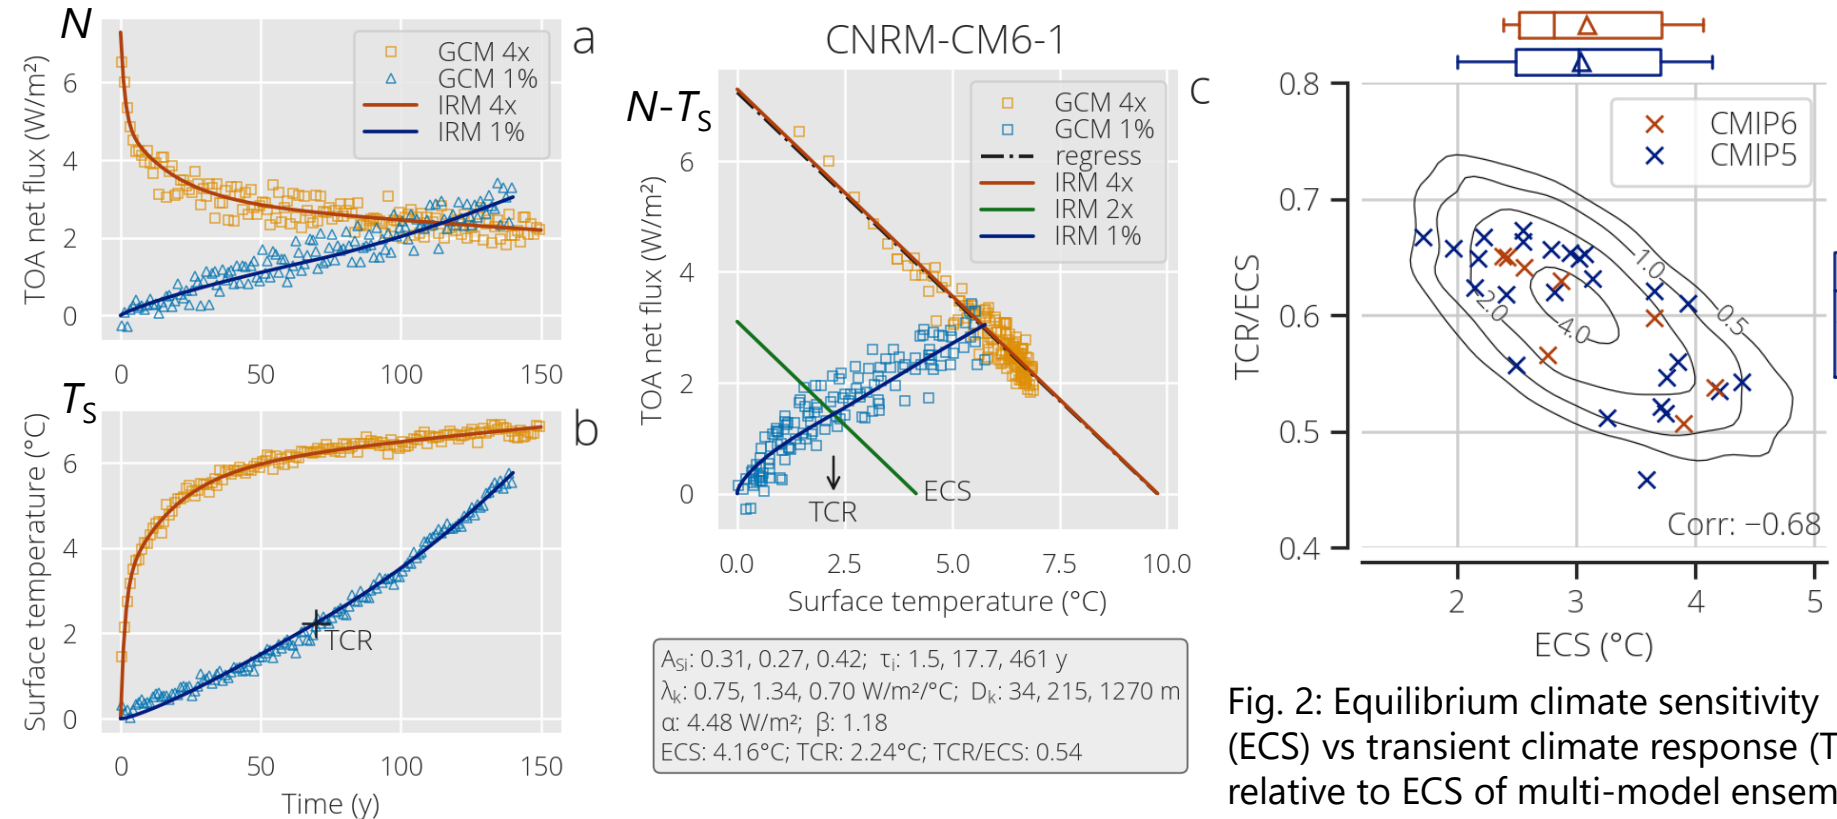 N
a
GCM 4x
GCM 1%
IRM 4x
IRM 1%
TOA net flux (W/m²)
6
4
2
0
0
50
100
150
T_S
b
Surface temperature (°C)
6
4
2
0
TCR
0
50
100
150
Time (y)
CNRM-CM6-1
N-T_S
c
GCM 4x
GCM 1%
regress
IRM 4x
IRM 2x
IRM 1%
TOA net flux (W/m²)
6
4
2
0
TCR
ECS
0.0
2.5
5.0
7.5
10.0
Surface temperature (°C)
A_Si: 0.31, 0.27, 0.42; τ_i: 1.5, 17.7, 461 y
λ_k: 0.75, 1.34, 0.70 W/m²/°C; D_k: 34, 215, 1270 m
α: 4.48 W/m²; β: 1.18
ECS: 4.16°C; TCR: 2.24°C; TCR/ECS: 0.54
CMIP6
CMIP5
TCR/ECS
0.8
0.7
0.6
0.5
0.4
1.0
0.5
2.0
4.0
Corr: −0.68
2
3
4
5
ECS (°C)
Fig. 2: Equilibrium climate sensitivity
(ECS) vs transient climate response (T
relative to ECS of multi-model ensem